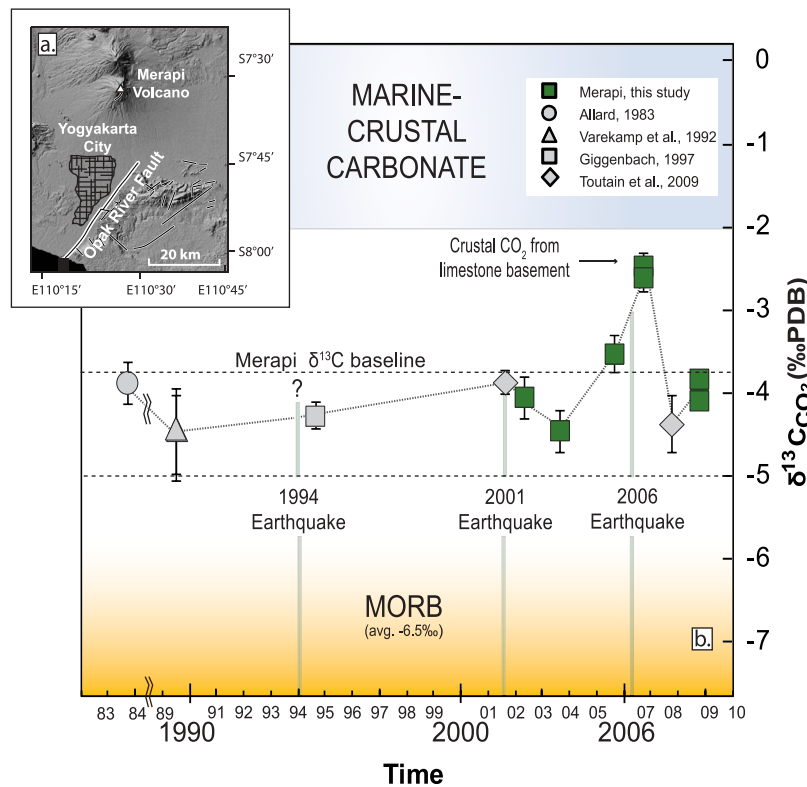 a.
Merapi
Volcano
Yogyakarta
City
Opak River Fault
20 km
S7°30'
S7°45'
S8°00'
E110°15'
E110°30'
E110°45'
MARINE-
CRUSTAL
CARBONATE
Merapi, this study
Allard, 1983
Varekamp et al., 1992
Giggenbach, 1997
Toutain et al., 2009
Crustal CO₂ from
limestone basement
Merapi δ¹³C baseline
?
1994
Earthquake
2001
Earthquake
2006
Earthquake
MORB
(avg. -6.5‰)
b.
0
-1
-2
-3
-4
-5
-6
-7
δ¹³C CO₂ (‰PDB)
83 84 89 91 92 93 94 95 96 97 98 99 01 02 03 04 05 07 08 09 10
1990 2000 2006
Time